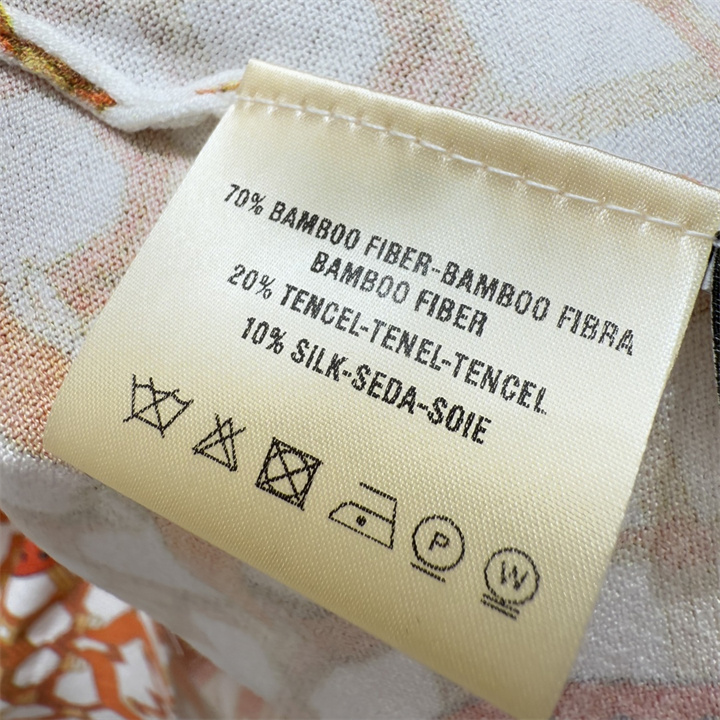 70% BAMBOO FIBER-BAMBOO FIBRA
BAMBOO FIBER
20% TENCEL-TENEL-TENCEL
10% SILK-SEDA-SOIE
P
W